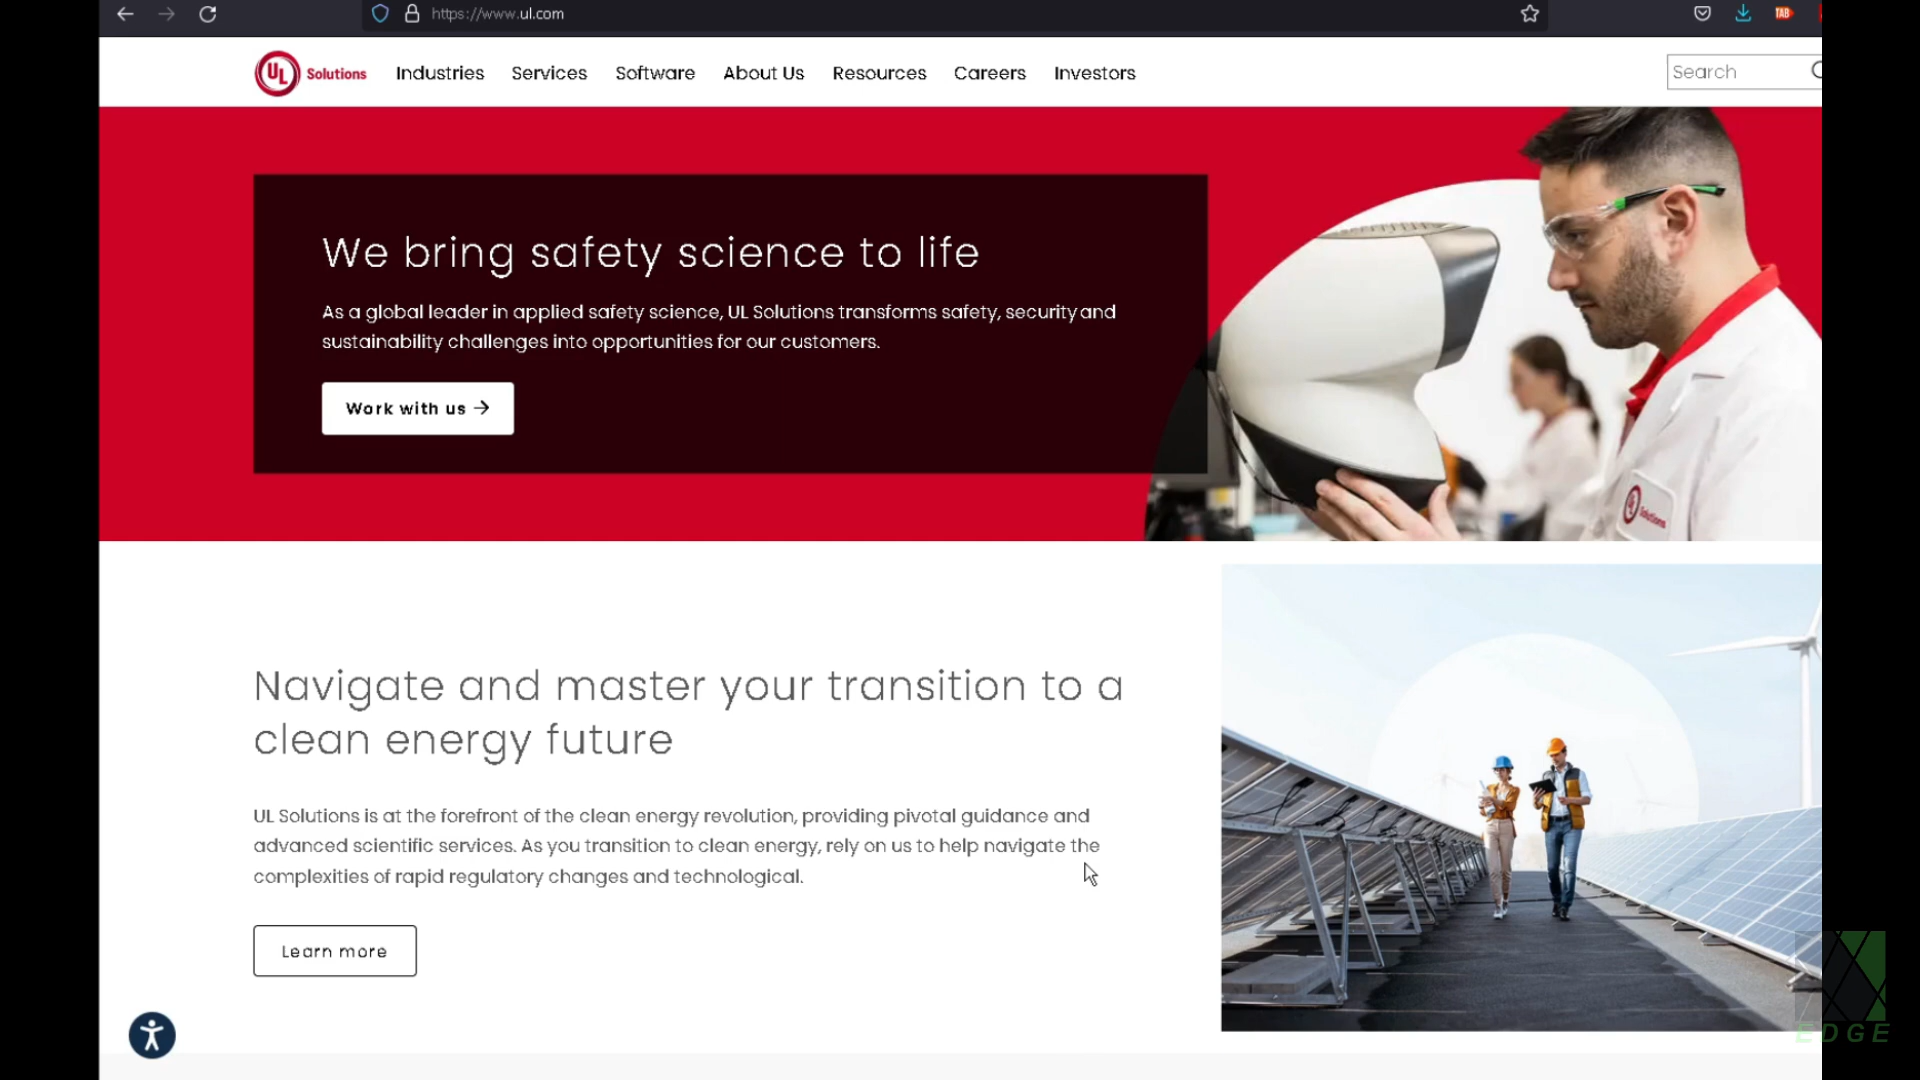 https://www.ul.com
TAB
UL Solutions
Industries
Services
Software
About Us
Resources
Careers
Investors
Search
We bring safety science to life
As a global leader in applied safety science, UL Solutions transforms safety, security and
sustainability challenges into opportunities for our customers.
Work with us →
UL Solutions
Navigate and master your transition to a
clean energy future
UL Solutions is at the forefront of the clean energy revolution, providing pivotal guidance and
advanced scientific services. As you transition to clean energy, rely on us to help navigate the
complexities of rapid regulatory changes and technological.
Learn more
EDGE